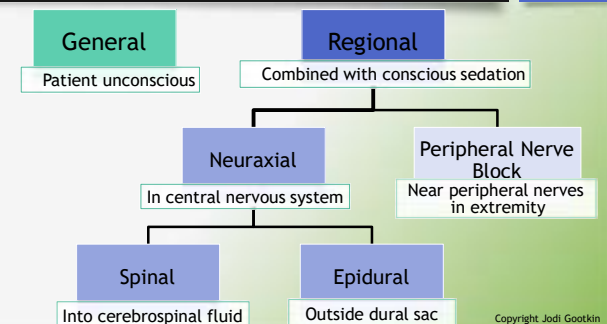 General
Patient unconscious
Regional
Combined with conscious sedation
Neuraxial
In central nervous system
Peripheral Nerve
Block
Near peripheral nerves
in extremity
Spinal
Into cerebrospinal fluid
Epidural
Outside dural sac
Copyright Jodi Gootkin